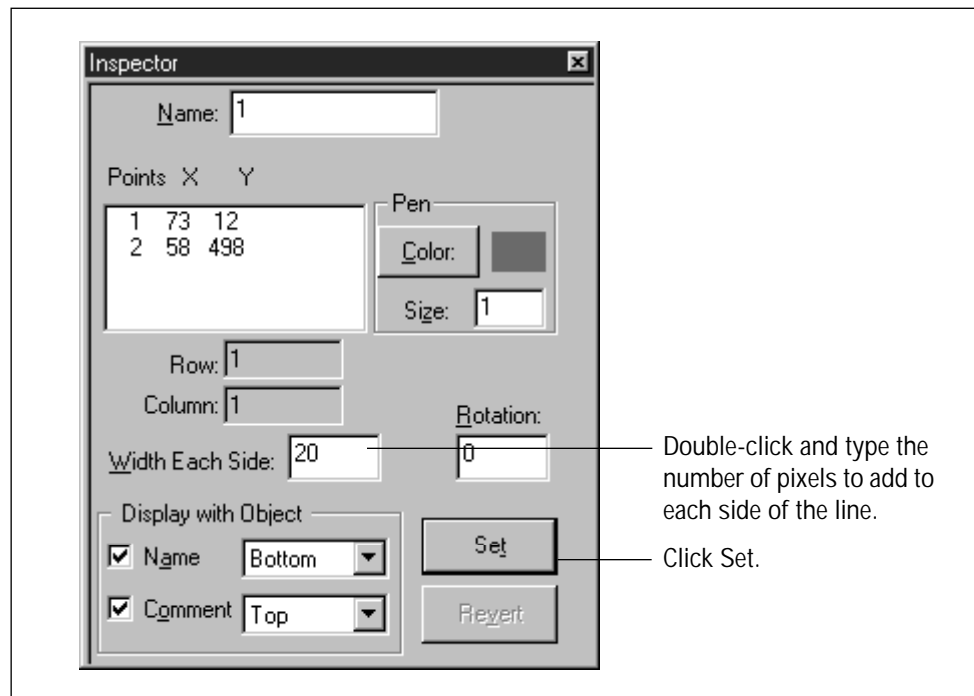 Inspector
Name: 1
Points X Y
1 73 12
2 58 498
Pen
Color:
Size: 1
Row: 1
Column: 1
Rotation:
Width Each Side: 20
0
Double-click and type the
number of pixels to add to
each side of the line.
Display with Object
Name Bottom
Set
Click Set.
Comment Top
Revert